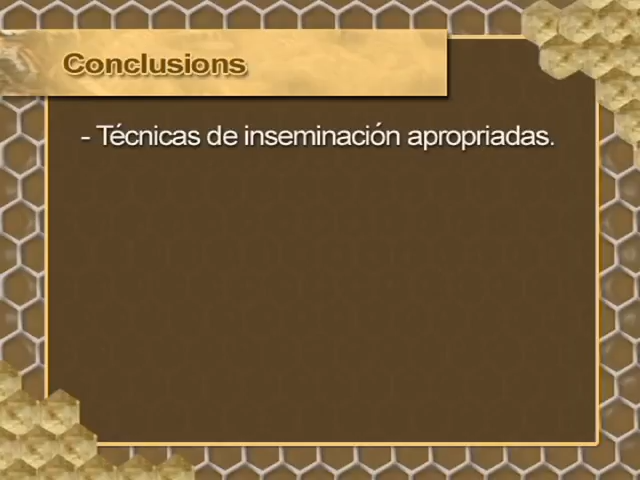 Conclusions
- Técnicas de inseminación apropriadas.